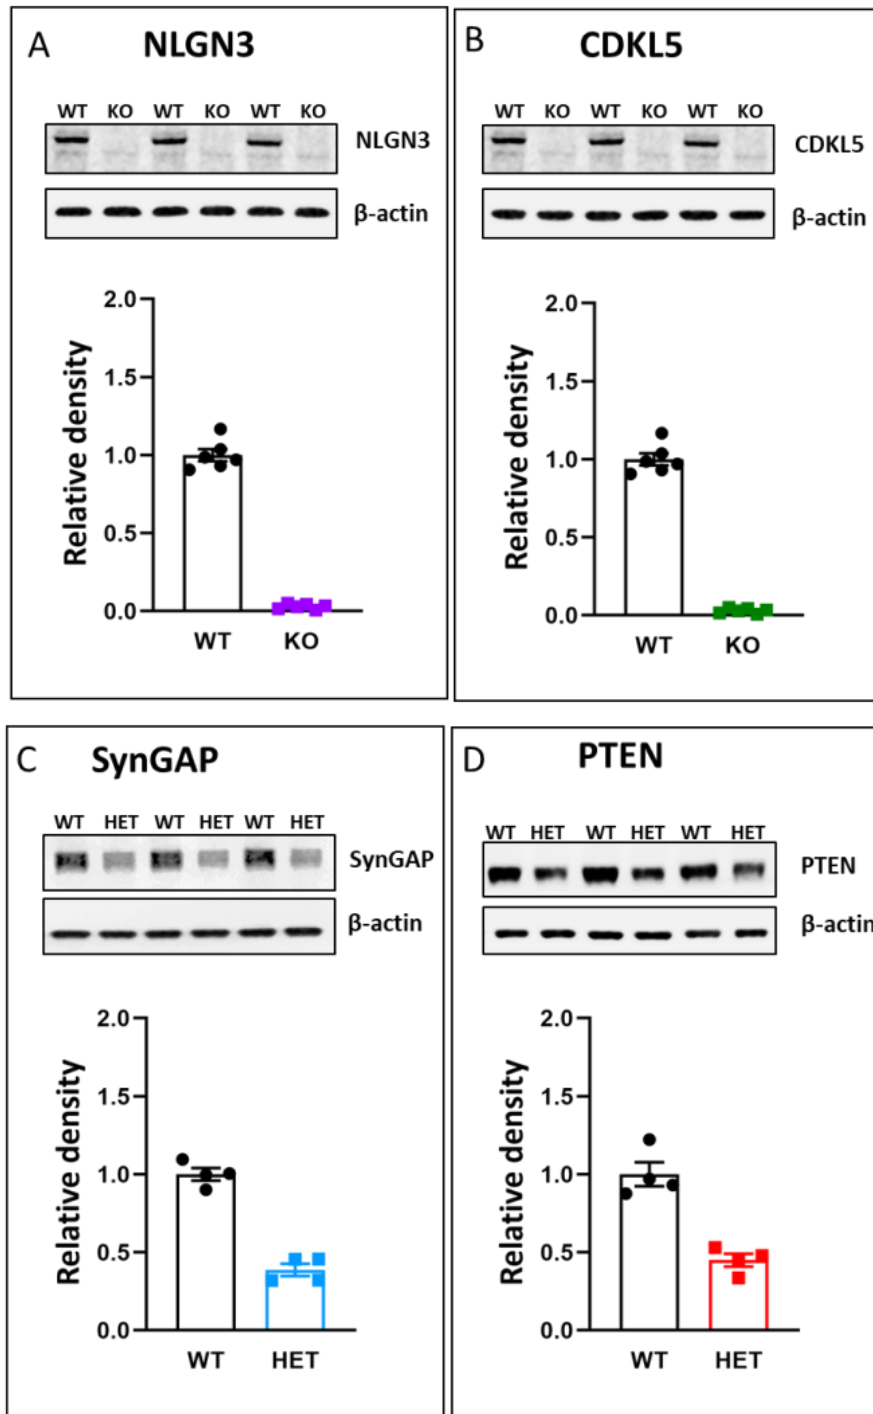 A NLGN3
WT KO WT KO WT KO
NLGN3
β-actin
Relative density
2.0
1.5
1.0
0.5
0.0
WT KO
B CDKL5
WT KO WT KO WT KO
CDKL5
β-actin
Relative density
2.0
1.5
1.0
0.5
0.0
WT KO
C SynGAP
WT HET WT HET WT HET
SynGAP
β-actin
Relative density
2.0
1.5
1.0
0.5
0.0
WT HET
D PTEN
WT HET WT HET WT HET
PTEN
β-actin
Relative density
2.0
1.5
1.0
0.5
0.0
WT HET